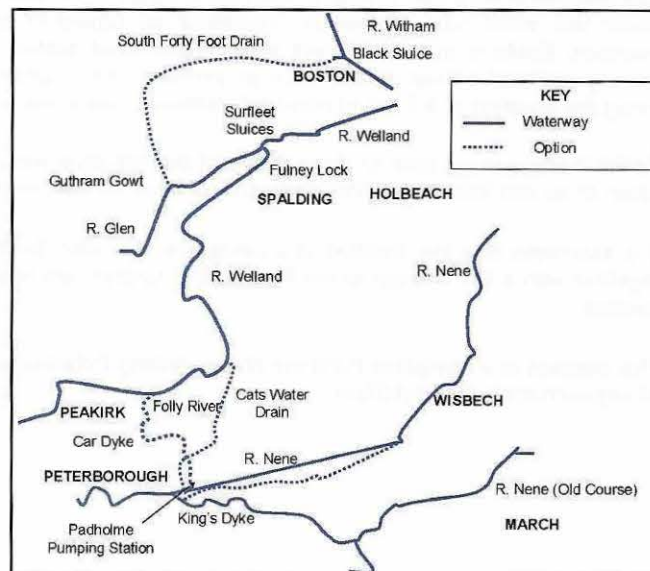 R. Witham
South Forty Foot Drain
Black Sluice
BOSTON
KEY
Waterway
Option
Surfleet
Sluices
R. Welland
Guthram Gowt
Fulney Lock
SPALDING
HOLBEACH
R. Glen
R. Welland
R. Nene
Folly River
Cats Water
Drain
PEAKIRK
WISBECH
Car Dyke
R. Nene
PETERBOROUGH
R. Nene (Old Course)
King's Dyke
MARCH
Padholme
Pumping Station